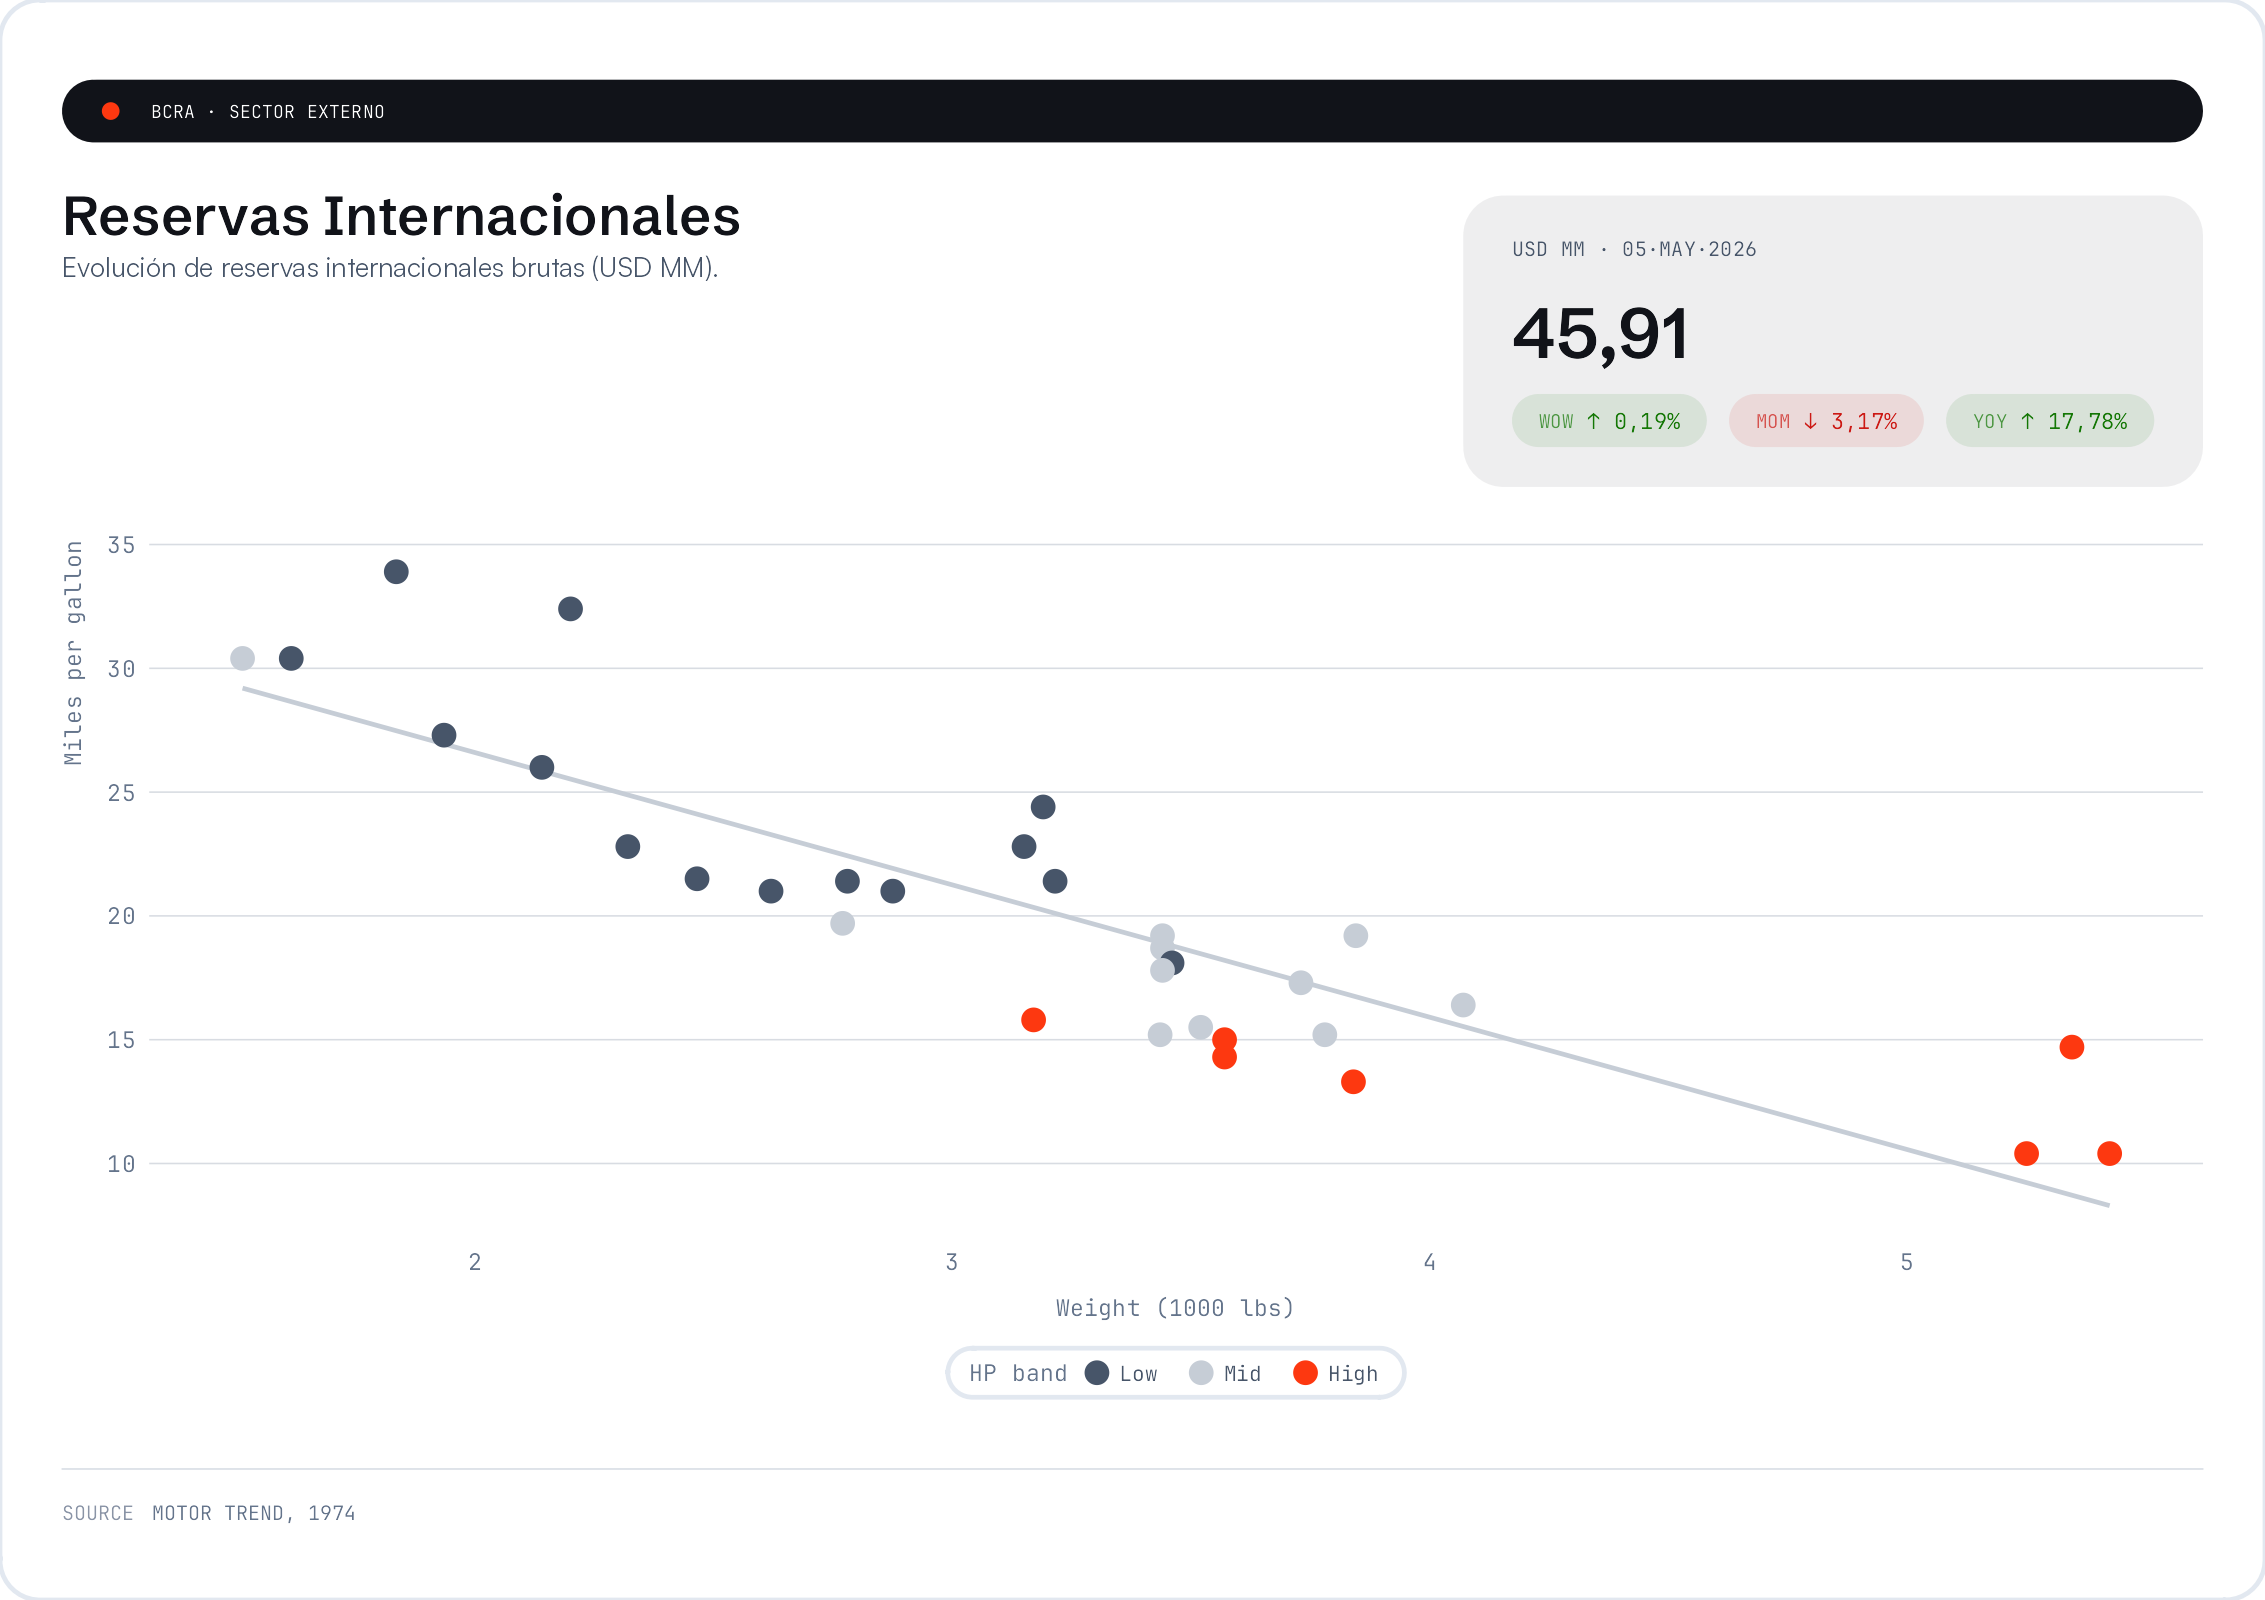 BCRA · SECTOR EXTERNO
Reservas Internacionales
Evolución de reservas internacionales brutas (USD MM).
USD MM · 05·MAY·2026
45,91
WOW ↑ 0,19% MOM ↓ 3,17% YOY ↑ 17,78%
Miles per gallon
35
30
25
20
15
10
2 3 4 5
Weight (1000 lbs)
HP band Low Mid High
SOURCE MOTOR TREND, 1974